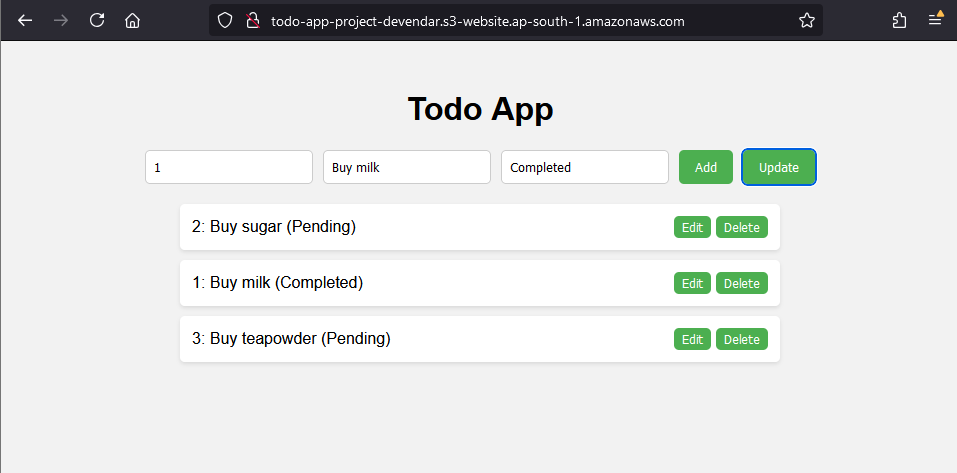 todo-app-project-devendar.s3-website.ap-south-1.amazonaws.com
Todo App
1 Buy milk Completed Add Update
2: Buy sugar (Pending) Edit Delete
1: Buy milk (Completed) Edit Delete
3: Buy teapowder (Pending) Edit Delete